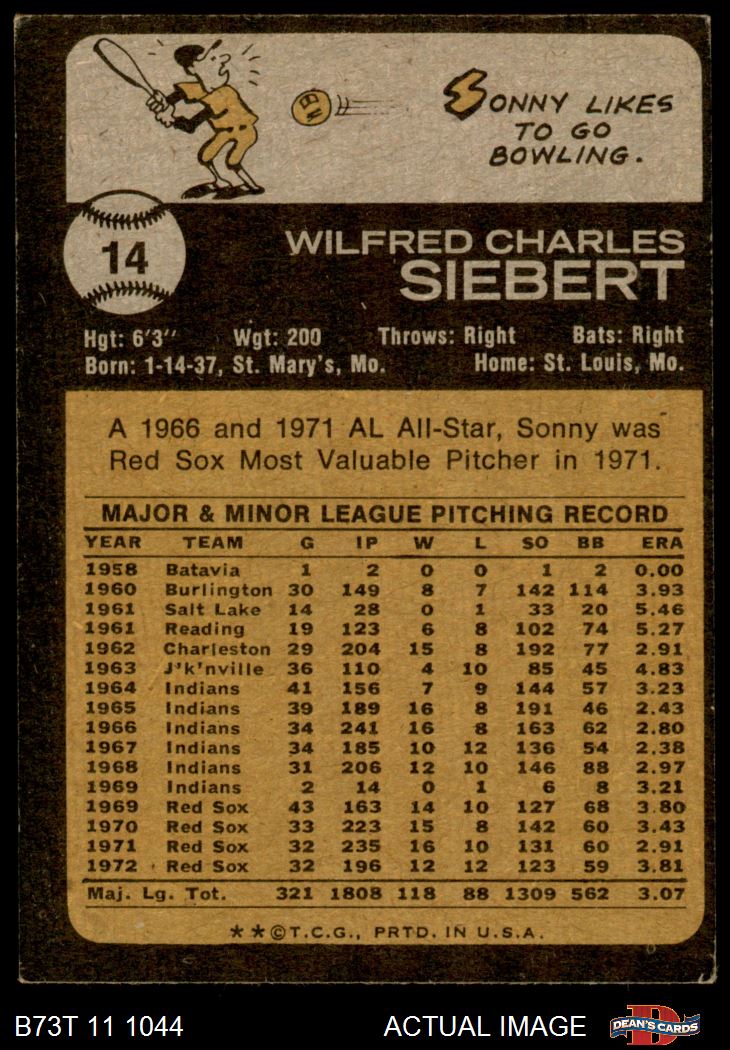 SONNY LIKES
TO GO
BOWLING.
14
WILFRED CHARLES
SIEBERT
Hgt: 6'3" Wgt: 200 Throws: Right Bats: Right
Born: 1-14-37, St. Mary's, Mo. Home: St. Louis, Mo.
A 1966 and 1971 AL All-Star, Sonny was
Red Sox Most Valuable Pitcher in 1971.
MAJOR & MINOR LEAGUE PITCHING RECORD
YEAR TEAM G IP W L SO BB ERA
1958 Batavia 1 2 0 0 1 2 0.00
1960 Burlington 30 149 8 7 142 114 3.93
1961 Salt Lake 14 28 0 1 33 20 5.46
1961 Reading 19 123 6 8 102 74 5.27
1962 Charleston 29 204 15 8 192 77 2.91
1963 J'k'nville 36 110 4 10 85 45 4.83
1964 Indians 41 156 7 9 144 57 3.23
1965 Indians 39 189 16 8 191 46 2.43
1966 Indians 34 241 16 8 163 62 2.80
1967 Indians 34 185 10 12 136 54 2.38
1968 Indians 31 206 12 10 146 88 2.97
1969 Indians 2 14 0 1 6 8 3.21
1969 Red Sox 43 163 14 10 127 68 3.80
1970 Red Sox 33 223 15 8 142 60 3.43
1971 Red Sox 32 235 16 10 131 60 2.91
1972 Red Sox 32 196 12 12 123 59 3.81
Maj. Lg. Tot. 321 1808 118 88 1309 562 3.07
**©T.C.G., PRTD. IN U.S.A.
B73T 11 1044 ACTUAL IMAGE DEAN'S CARDS